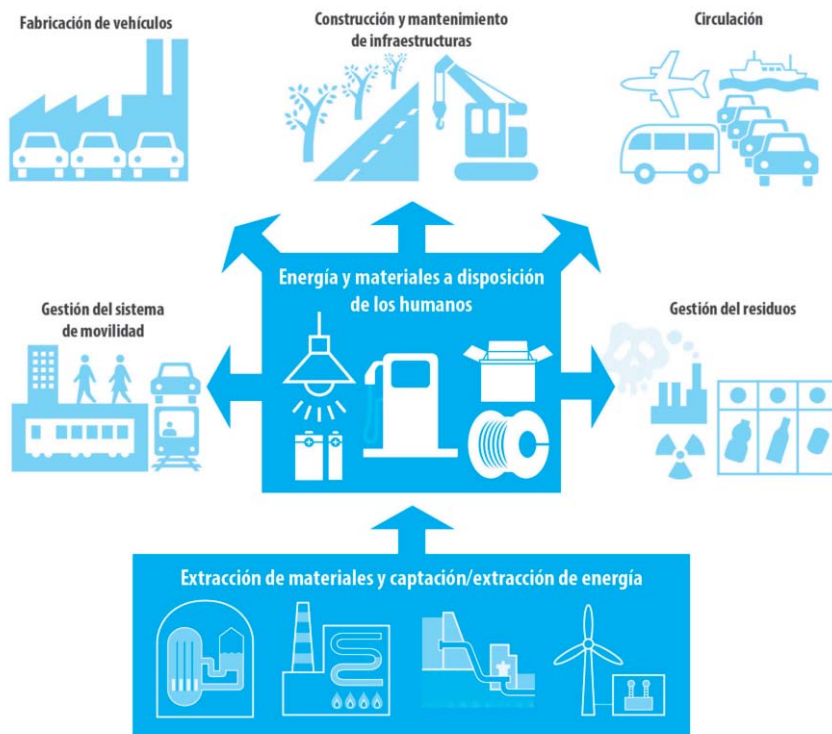 Fabricación de vehículos
Construcción y mantenimiento
de infraestructuras
Circulación
Energía y materiales a disposición
de los humanos
Gestión del sistema
de movilidad
Gestión del residuos
Extracción de materiales y captación/extracción de energía